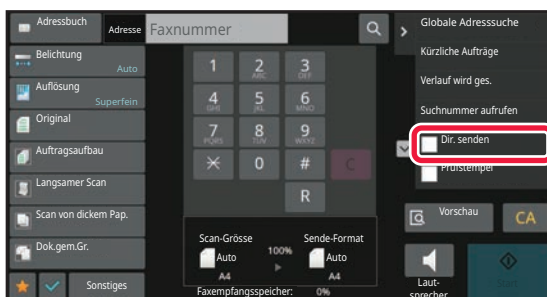 Adressbuch
Adresse
Faxnummer
Belichtung
Auto
Auflösung
Superfein
Original
Auftragsaufbau
Langsamer Scan
Scan von dickem Pap.
Dok.gem.Gr.
Sonstiges
1
2
ABC
3
DEF
4
GHI
5
JKL
6
MNO
7
PQRS
8
TUV
9
WXYZ
0
#
C
R
Scan-Grösse
Auto
A4
100%
Sende-Format
Auto
A4
Faxempfangsspeicher: 0%
Globale Adresssuche
Kürzliche Aufträge
Verlauf wird ges.
Suchnummer aufrufen
Dir. senden
Prüfstempel
Vorschau
CA
Laut-
sprecher
Start